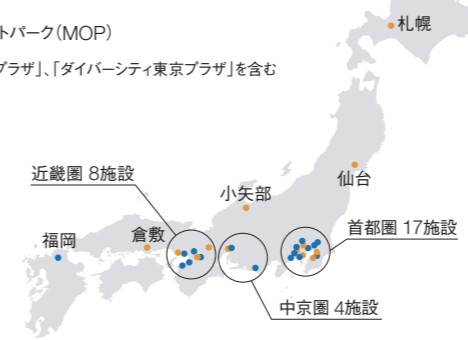 トパーク（MOP）
プラザ」、「ダイバーシティ東京プラザ」を含む
札幌
仙台
小矢部
近畿圏 8施設
倉敷
福岡
首都圏 17施設
中京圏 4施設